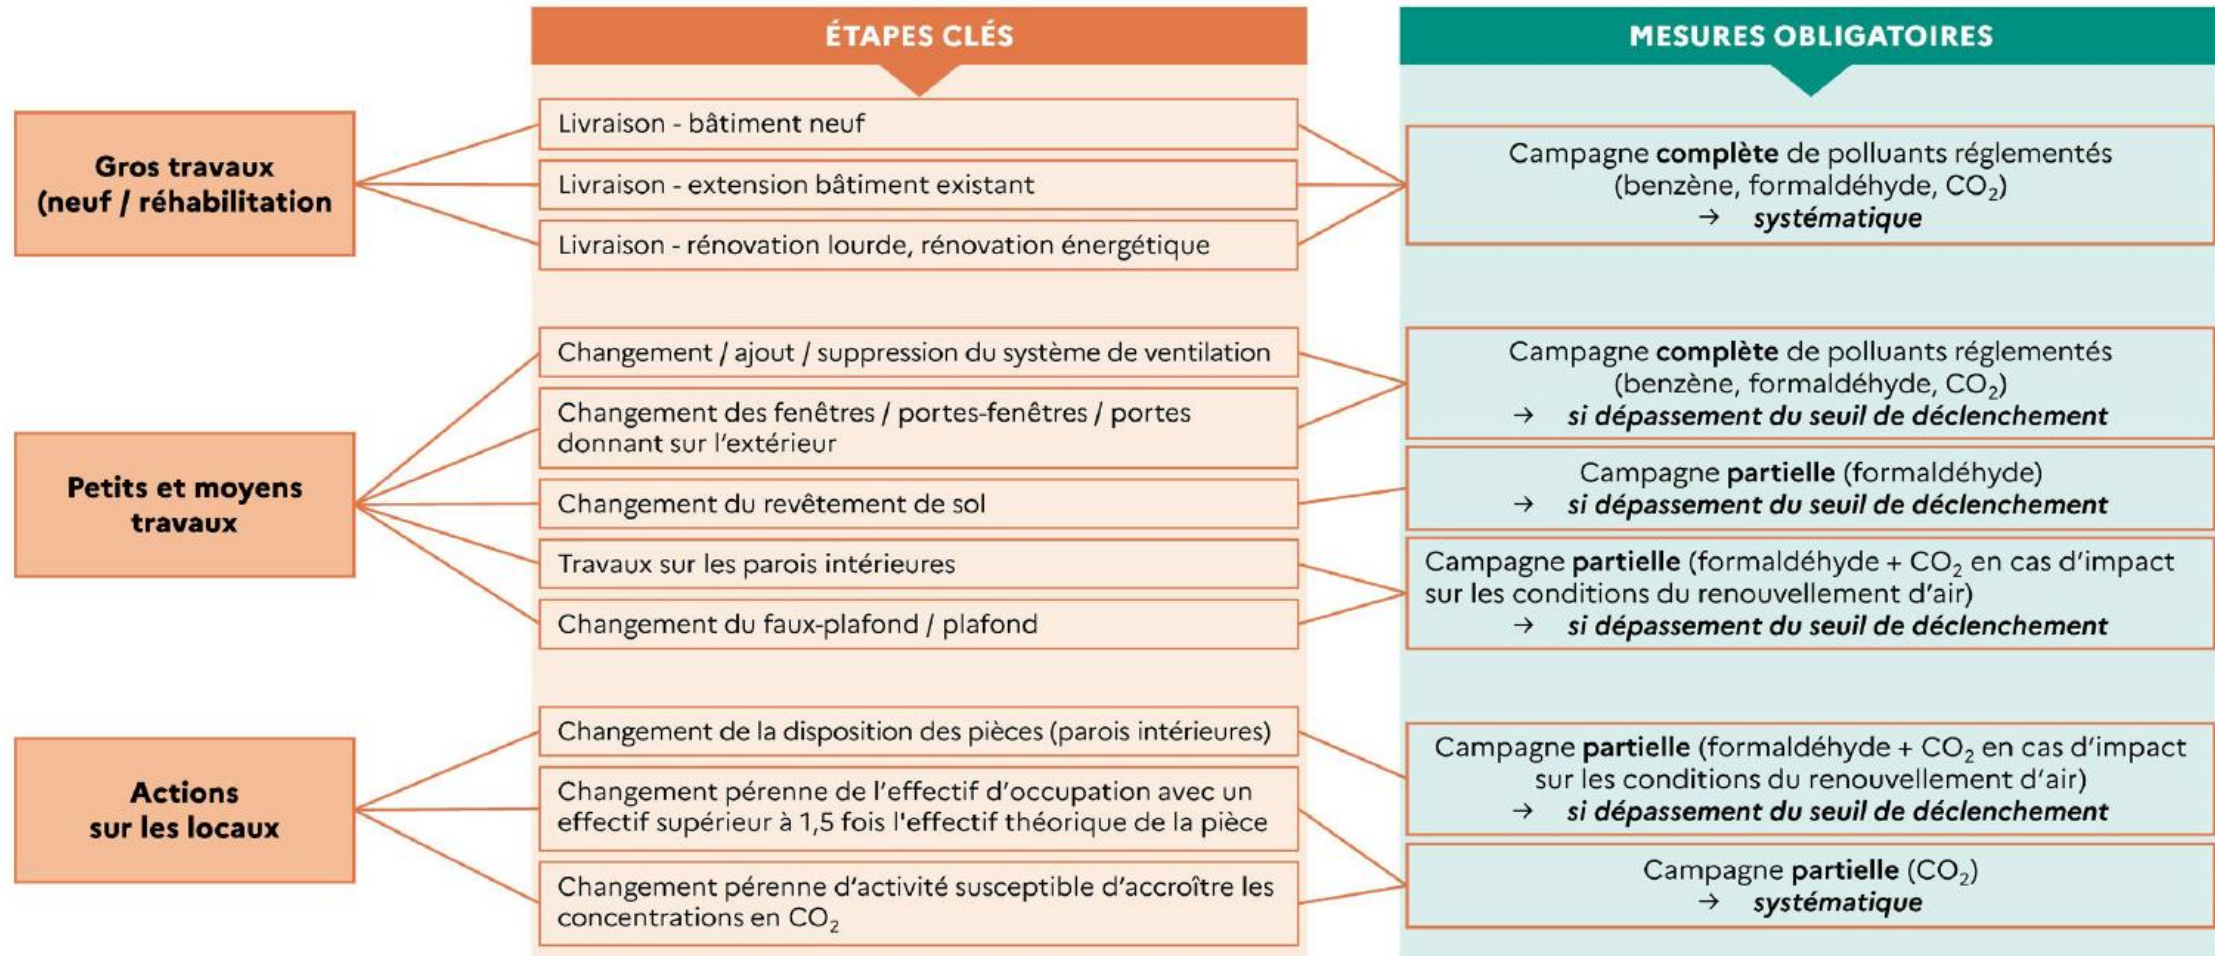 ÉTAPES CLÉS
MESURES OBLIGATOIRES
Gros travaux
(neuf / réhabilitation
Livraison - bâtiment neuf
Livraison - extension bâtiment existant
Livraison - rénovation lourde, rénovation énergétique
Campagne complète de polluants réglementés
(benzène, formaldéhyde, CO₂)
→ systématique
Petits et moyens
travaux
Changement / ajout / suppression du système de ventilation
Changement des fenêtres / portes-fenêtres / portes
donnant sur l'extérieur
Changement du revêtement de sol
Travaux sur les parois intérieures
Changement du faux-plafond / plafond
Campagne complète de polluants réglementés
(benzène, formaldéhyde, CO₂)
→ si dépassement du seuil de déclenchement
Campagne partielle (formaldéhyde)
→ si dépassement du seuil de déclenchement
Campagne partielle (formaldéhyde + CO₂ en cas d'impact
sur les conditions du renouvellement d'air)
→ si dépassement du seuil de déclenchement
Actions
sur les locaux
Changement de la disposition des pièces (parois intérieures)
Changement pérenne de l'effectif d'occupation avec un
effectif supérieur à 1,5 fois l'effectif théorique de la pièce
Changement pérenne d'activité susceptible d'accroître les
concentrations en CO₂
Campagne partielle (formaldéhyde + CO₂ en cas d'impact
sur les conditions du renouvellement d'air)
→ si dépassement du seuil de déclenchement
Campagne partielle (CO₂)
→ systématique